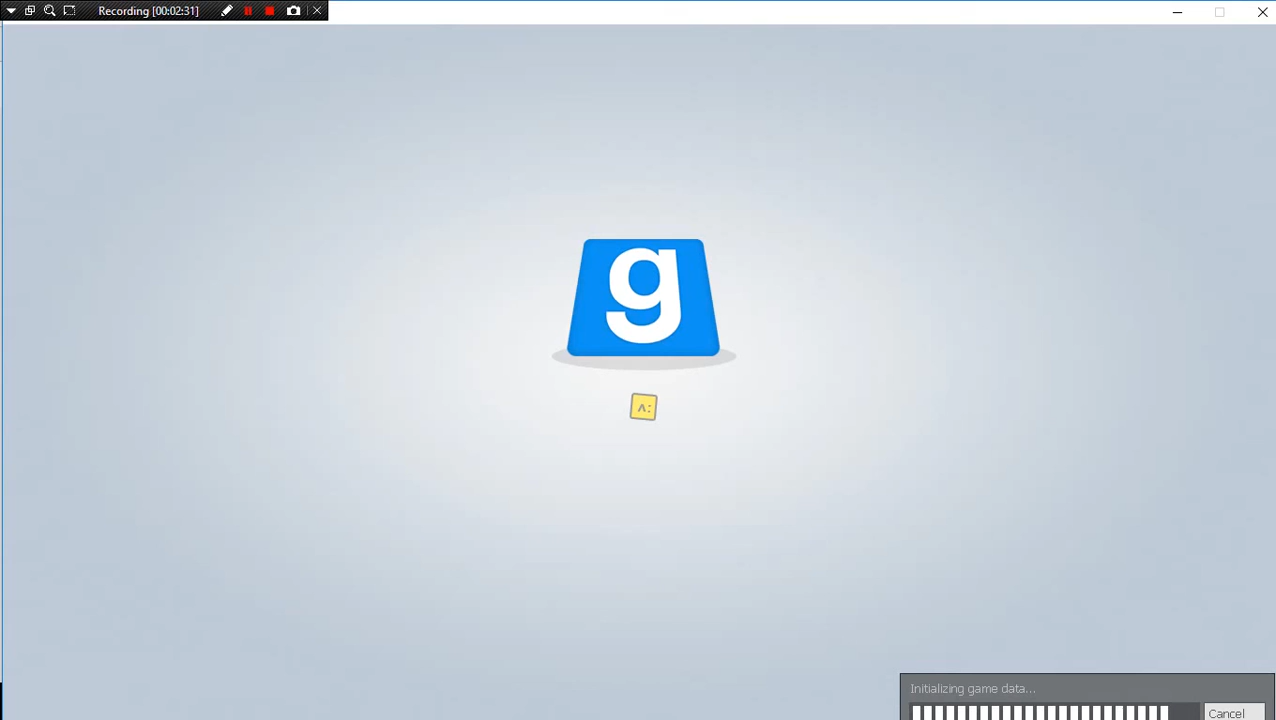 Recording [00:02:31]
g
ʌ:
Initializing game data...
Cancel